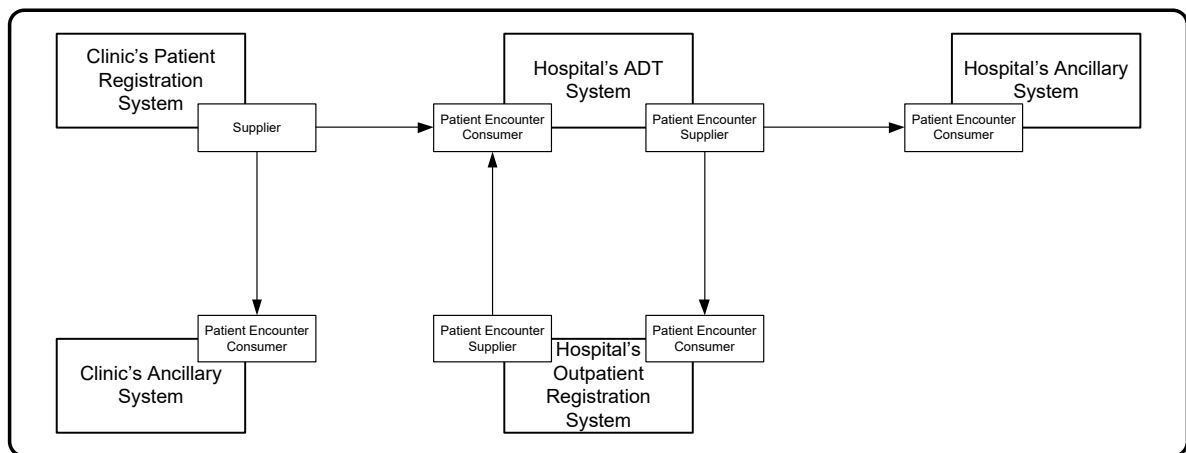 Clinic's Patient
Registration
System
Supplier
Hospital's ADT
System
Patient Encounter
Consumer
Patient Encounter
Supplier
Hospital's Ancillary
System
Patient Encounter
Consumer
Patient Encounter
Consumer
Clinic's Ancillary
System
Patient Encounter
Supplier
Patient Encounter
Consumer
Hospital's
Outpatient
Registration
System